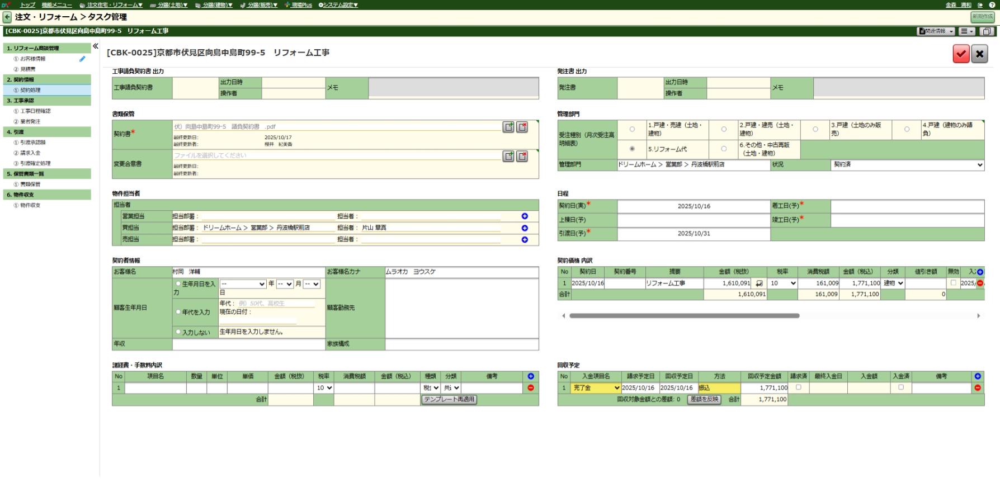 トップ 機能メニュー 注文住宅・リフォーム▼ 分譲(土地)▼ 分譲(建物)▼ 分譲(販売)▼ 現場Plus システム設定▼ 金森 満和
注文・リフォーム > タスク管理 新規作成
[CBK-0025]京都市伏見区向島中島町99-5 リフォーム工事 関連情報
1. リフォーム商談管理
① お客様情報
② 見積書
2. 契約情報
① 契約処理
3. 工事承認
① 工事日程確認
② 業者発注
4. 引渡
① 引渡承認願
② 請求入金
③ 引渡確定処理
5. 保管書類一覧
① 書類保管
6. 物件収支
① 物件収支
[CBK-0025]京都市伏見区向島中島町99-5 リフォーム工事
工事請負契約書 出力
工事請負契約書 出力日時 メモ
操作者
発注書 出力
発注書 出力日時 メモ
操作者
書類保管
契約書* 伏）向島中島町99-5 請負契約書 .pdf
最終更新日: 2025/10/17
最終更新者: 櫻井 紀美香
変更合意書 ファイルを選択してください
最終更新日:
最終更新者:
管理部門
受注種別（月次受注高明細表） 1.戸建・売建（土地・建物） 2.戸建・建売（土地・建物） 3.戸建（土地のみ販売） 4.戸建（建物のみ請負）
5.リフォーム代 6.その他・中古再販（土地・建物）
管理部門 ドリームホーム > 営業部 > 丹波橋駅前店 状況 契約済
物件担当者
担当者
営業担当 担当部署： 担当者：
買担当 担当部署： ドリームホーム > 営業部 > 丹波橋駅前店 担当者： 片山 章真
売担当 担当部署： 担当者：
日程
契約日(実)* 2025/10/16 着工日(予)*
上棟日(予) 竣工日(予)*
引渡日(予)* 2025/10/31
契約者情報
お客様名 村岡 洋輔 お客様名カナ ムラオカ ヨウスケ
顧客生年月日 生年月日を入力 -- 年 -- 月 -- 日
年代を入力 年代： 例）50代、高校生
現在の日付：
入力しない 生年月日を入力しません。
顧客勤務先
年収 家族構成
契約価格 内訳
No 契約日 契約番号 摘要 金額（税抜） 税率 消費税額 金額（税込） 分類 値引き額 無効
1 2025/10/16 リフォーム工事 1,610,091 10 161,009 1,771,100 建物 2025/
合計 1,610,091 161,009 1,771,100 0
諸経費・手数料内訳
No 項目名 数量 単位 単価 金額（税抜） 税率 消費税額 金額（税込） 種類 分類 備考
1 10
合計 テンプレート再適用
回収予定
No 入金項目名 請求予定日 回収予定日 方法 回収予定金額 請求済 最終入金日 入金額 入金済 備考
1 完了金 2025/10/16 2025/10/16 振込 1,771,100
回収対象金額との差額: 0 差額を反映 合計 1,771,100